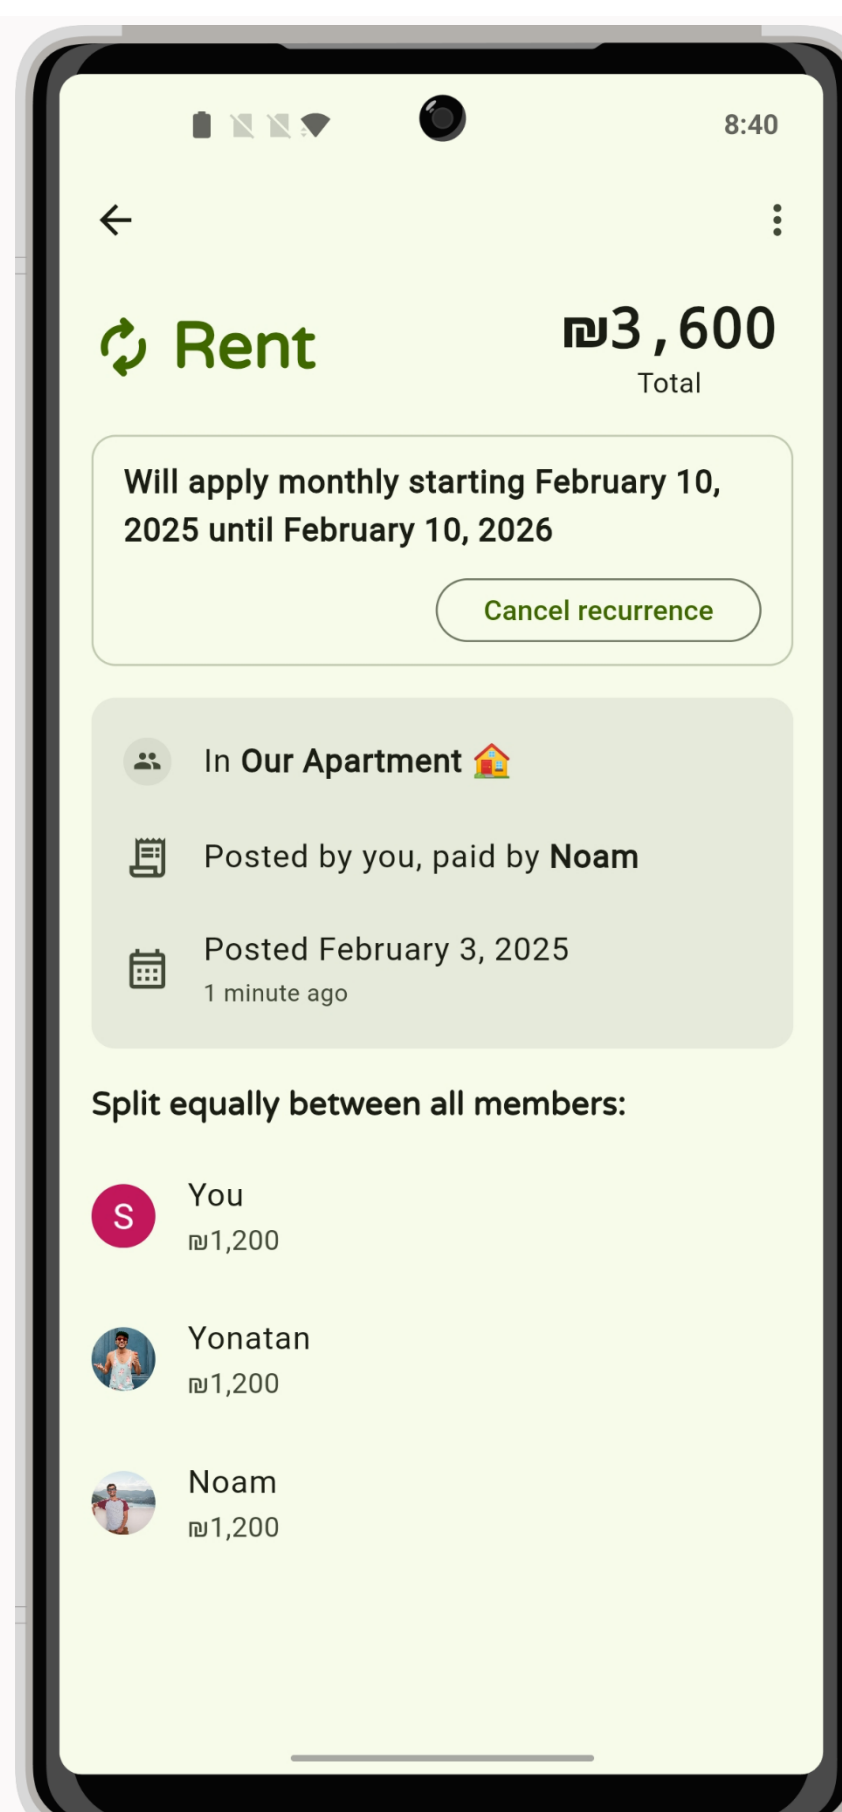 8:40
Rent
₪3,600
Total
Will apply monthly starting February 10,
2025 until February 10, 2026
Cancel recurrence
In Our Apartment 🏠
Posted by you, paid by Noam
Posted February 3, 2025
1 minute ago
Split equally between all members:
S
You
₪1,200
Yonatan
₪1,200
Noam
₪1,200